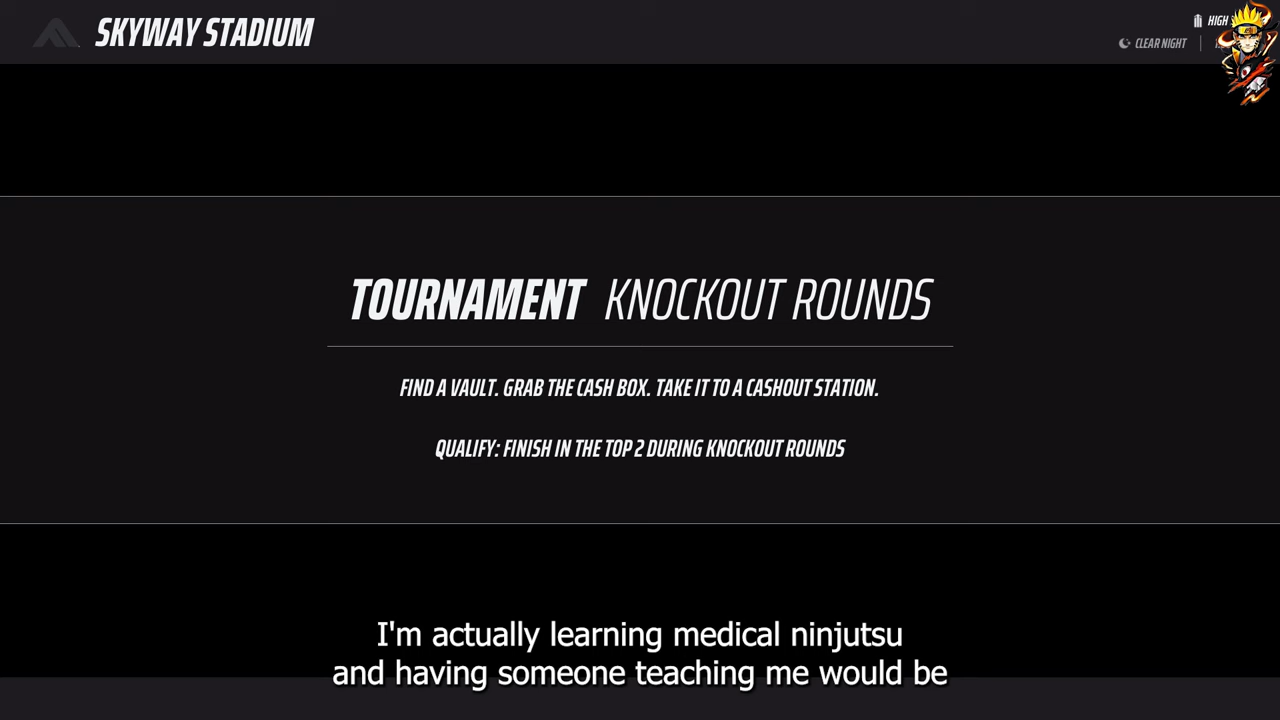 SKYWAY STADIUM
HIGH
CLEAR NIGHT
TOURNAMENT KNOCKOUT ROUNDS
FIND A VAULT. GRAB THE CASH BOX. TAKE IT TO A CASHOUT STATION.
QUALIFY: FINISH IN THE TOP 2 DURING KNOCKOUT ROUNDS
I'm actually learning medical ninjutsu
and having someone teaching me would be